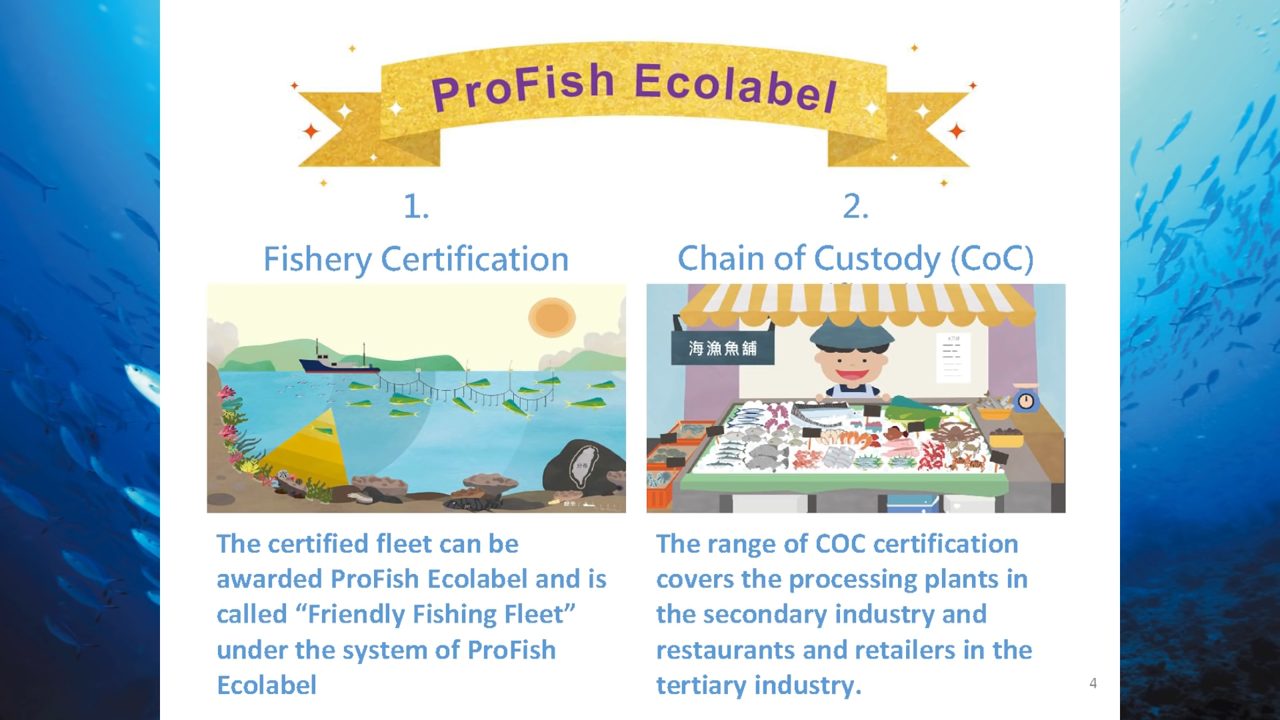 ProFish Ecolabel
1.
Fishery Certification
2.
Chain of Custody (CoC)
海漁魚舖
The certified fleet can be
awarded ProFish Ecolabel and is
called “Friendly Fishing Fleet”
under the system of ProFish
Ecolabel
The range of COC certification
covers the processing plants in
the secondary industry and
restaurants and retailers in the
tertiary industry.
4